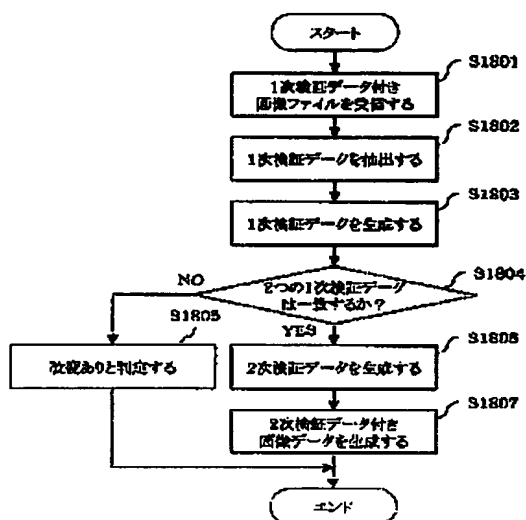 スタート
S1801
1次検証データ付き
画像ファイルを受信する
S1802
1次検証データを抽出する
S1803
1次検証データを生成する
S1804
2つの1次検証データ
は一致するか?
NO
S1805
YES
改竄ありと判定する
S1806
2次検証データを生成する
S1807
2次検証データ付き
画像データを生成する
エンド